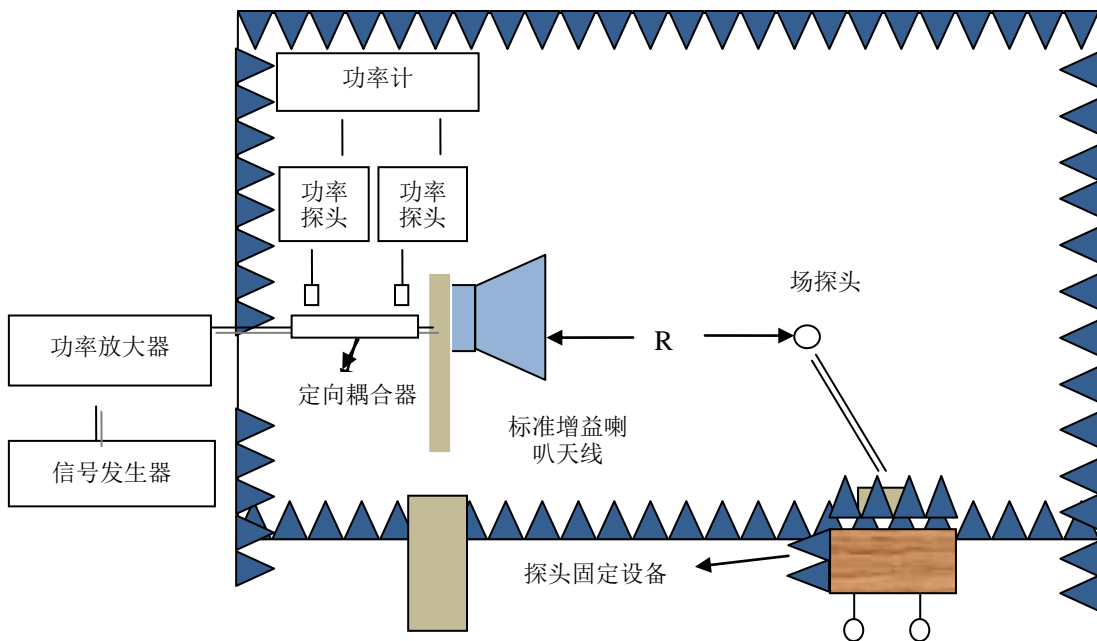 功率计
功率
探头
功率
探头
场探头
功率放大器
R
定向耦合器
标准增益喇
叭天线
信号发生器
探头固定设备